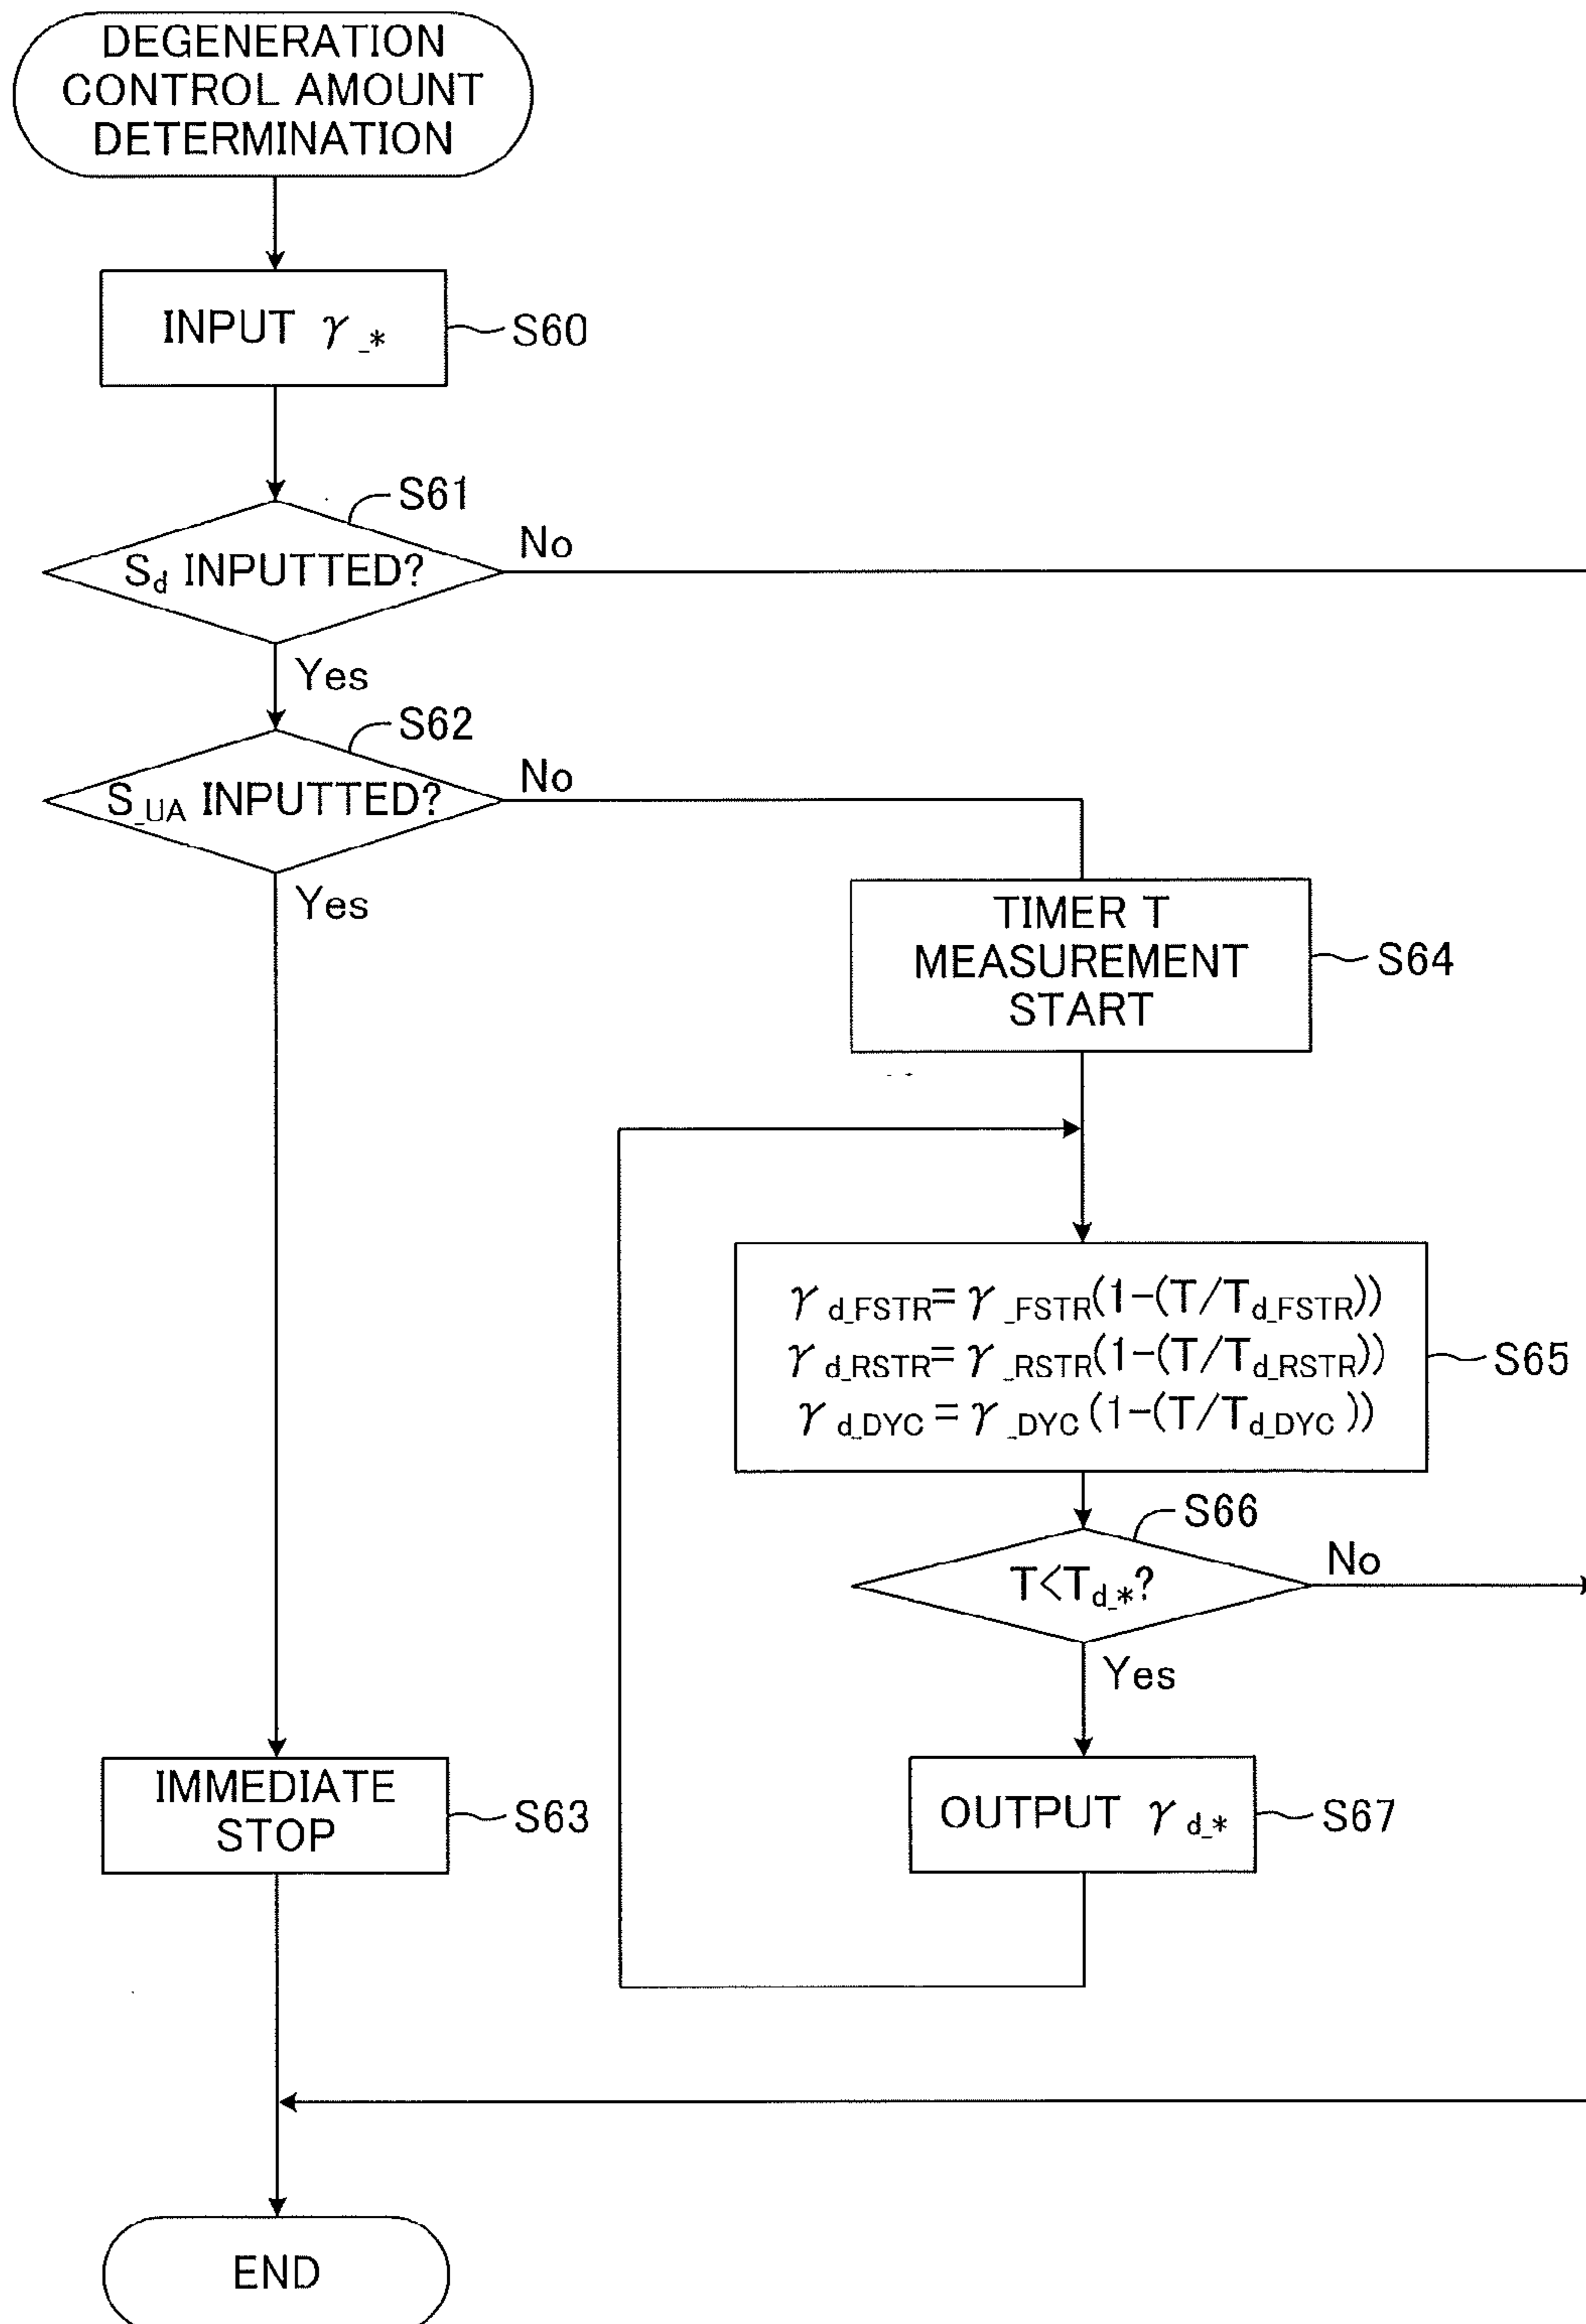 DEGENERATION
CONTROL AMOUNT
DETERMINATION
INPUT γ_*
S60
S61
Sd INPUTTED?
No
Yes
S62
S_UA INPUTTED?
No
Yes
TIMER T
MEASUREMENT
START
S64
γd_FSTR=γ_FSTR(1-(T/Td_FSTR))
γd_RSTR=γ_RSTR(1-(T/Td_RSTR))
γd_DYC=γ_DYC(1-(T/Td_DYC))
S65
S66
T<Td_*?
No
Yes
IMMEDIATE
STOP
S63
OUTPUT γd_*
S67
END